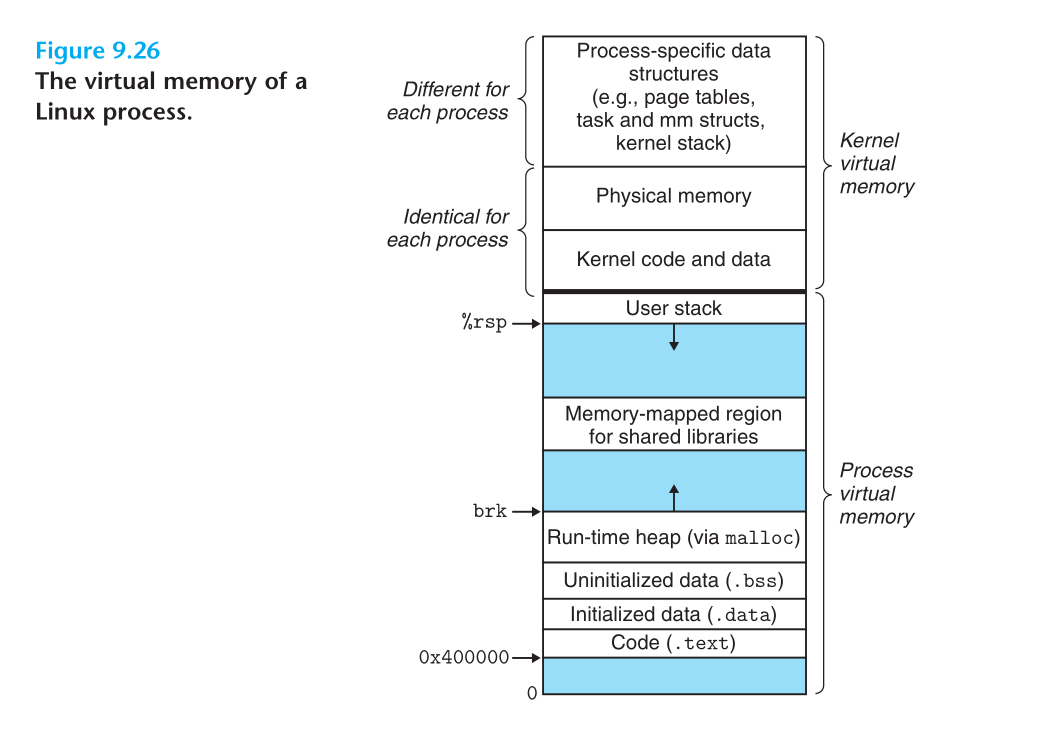 Figure 9.26
The virtual memory of a
Linux process.
Different for
each process
Identical for
each process
Process-specific data
structures
(e.g., page tables,
task and mm structs,
kernel stack)
Physical memory
Kernel code and data
Kernel
virtual
memory
User stack
%rsp
Memory-mapped region
for shared libraries
brk
Run-time heap (via malloc)
Uninitialized data (.bss)
Initialized data (.data)
Code (.text)
0x400000
0
Process
virtual
memory